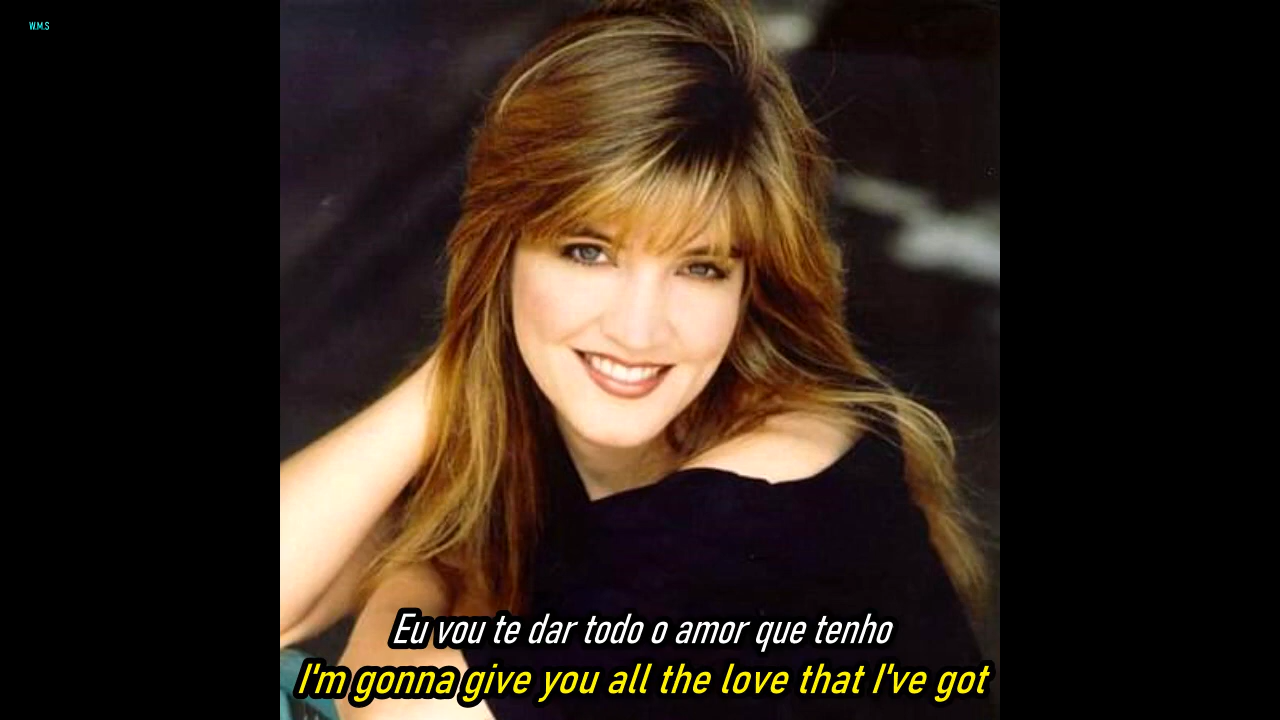 W.M.S
Eu vou te dar todo o amor que tenho
I'm gonna give you all the love that I've got